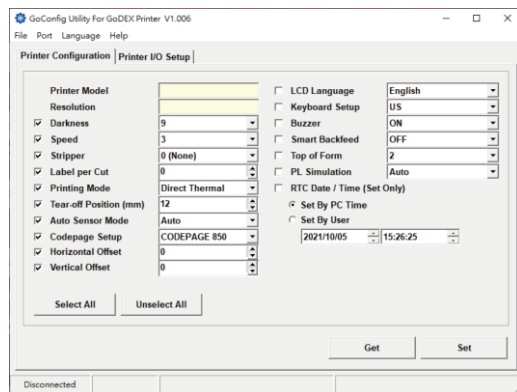 GoConfig Utility For GoDEX Printer V1.006
File Port Language Help
Printer Configuration Printer I/O Setup
Printer Model
Resolution
Darkness 9
Speed 3
Stripper 0 (None)
Label per Cut 0
Printing Mode Direct Thermal
Tear-off Position (mm) 12
Auto Sensor Mode Auto
Codepage Setup CODEPAGE 850
Horizontal Offset 0
Vertical Offset 0
LCD Language English
Keyboard Setup US
Buzzer ON
Smart Backfeed OFF
Top of Form 2
PL Simulation Auto
RTC Date / Time (Set Only)
Set By PC Time
Set By User
2021/10/05 15:26:25
Select All Unselect All
Get Set
Disconnected